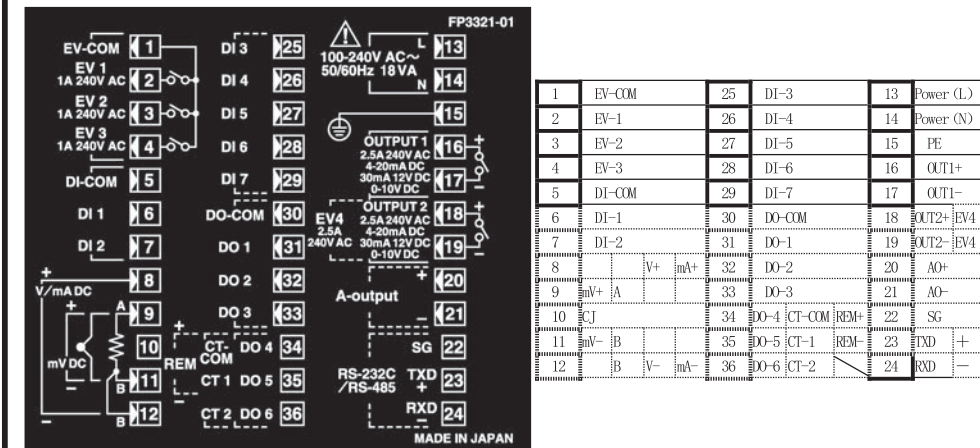 FP3321-01
EV-COM 1
EV 1
1A 240V AC 2
EV 2
1A 240V AC 3
EV 3
1A 240V AC 4
DI-COM 5
DI 1 6
DI 2 7
+
V/mA DC 8
+ A 9
10
mV DC
- B 11
- B 12
DI 3 25
DI 4 26
DI 5 27
DI 6 28
DI 7 29
DO-COM 30
DO 1 31
DO 2 32
DO 3 33
+ CT-COM DO 4 34
REM
CT 1 DO 5 35
-
CT 2 DO 6 36
L 13
100-240V AC~
50/60Hz 18VA
N 14
15
OUTPUT 1
2.5A 240V AC 16 +
4-20mA DC
30mA 12V DC 17 -
0-10V DC
OUTPUT 2
EV4 2.5A 240V AC 18 +
2.5A 4-20mA DC
240V AC 30mA 12V DC 19 -
0-10V DC
+ 20
A-output
- 21
SG 22
RS-232C TXD 23
/RS-485 +
RXD 24
-
MADE IN JAPAN
1 EV-COM 25 DI-3 13 Power(L)
2 EV-1 26 DI-4 14 Power(N)
3 EV-2 27 DI-5 15 PE
4 EV-3 28 DI-6 16 OUT1+
5 DI-COM 29 DI-7 17 OUT1-
6 DI-1 30 DO-COM 18 OUT2+ EV4
7 DI-2 31 DO-1 19 OUT2- EV4
8 V+ mA+ 32 DO-2 20 AO+
9 mV+ A 33 DO-3 21 AO-
10 CJ 34 DO-4 CT-COM REM+ 22 SG
11 mV- B 35 DO-5 CT-1 REM- 23 TXD +
12 B V- mA- 36 DO-6 CT-2 24 RXD -